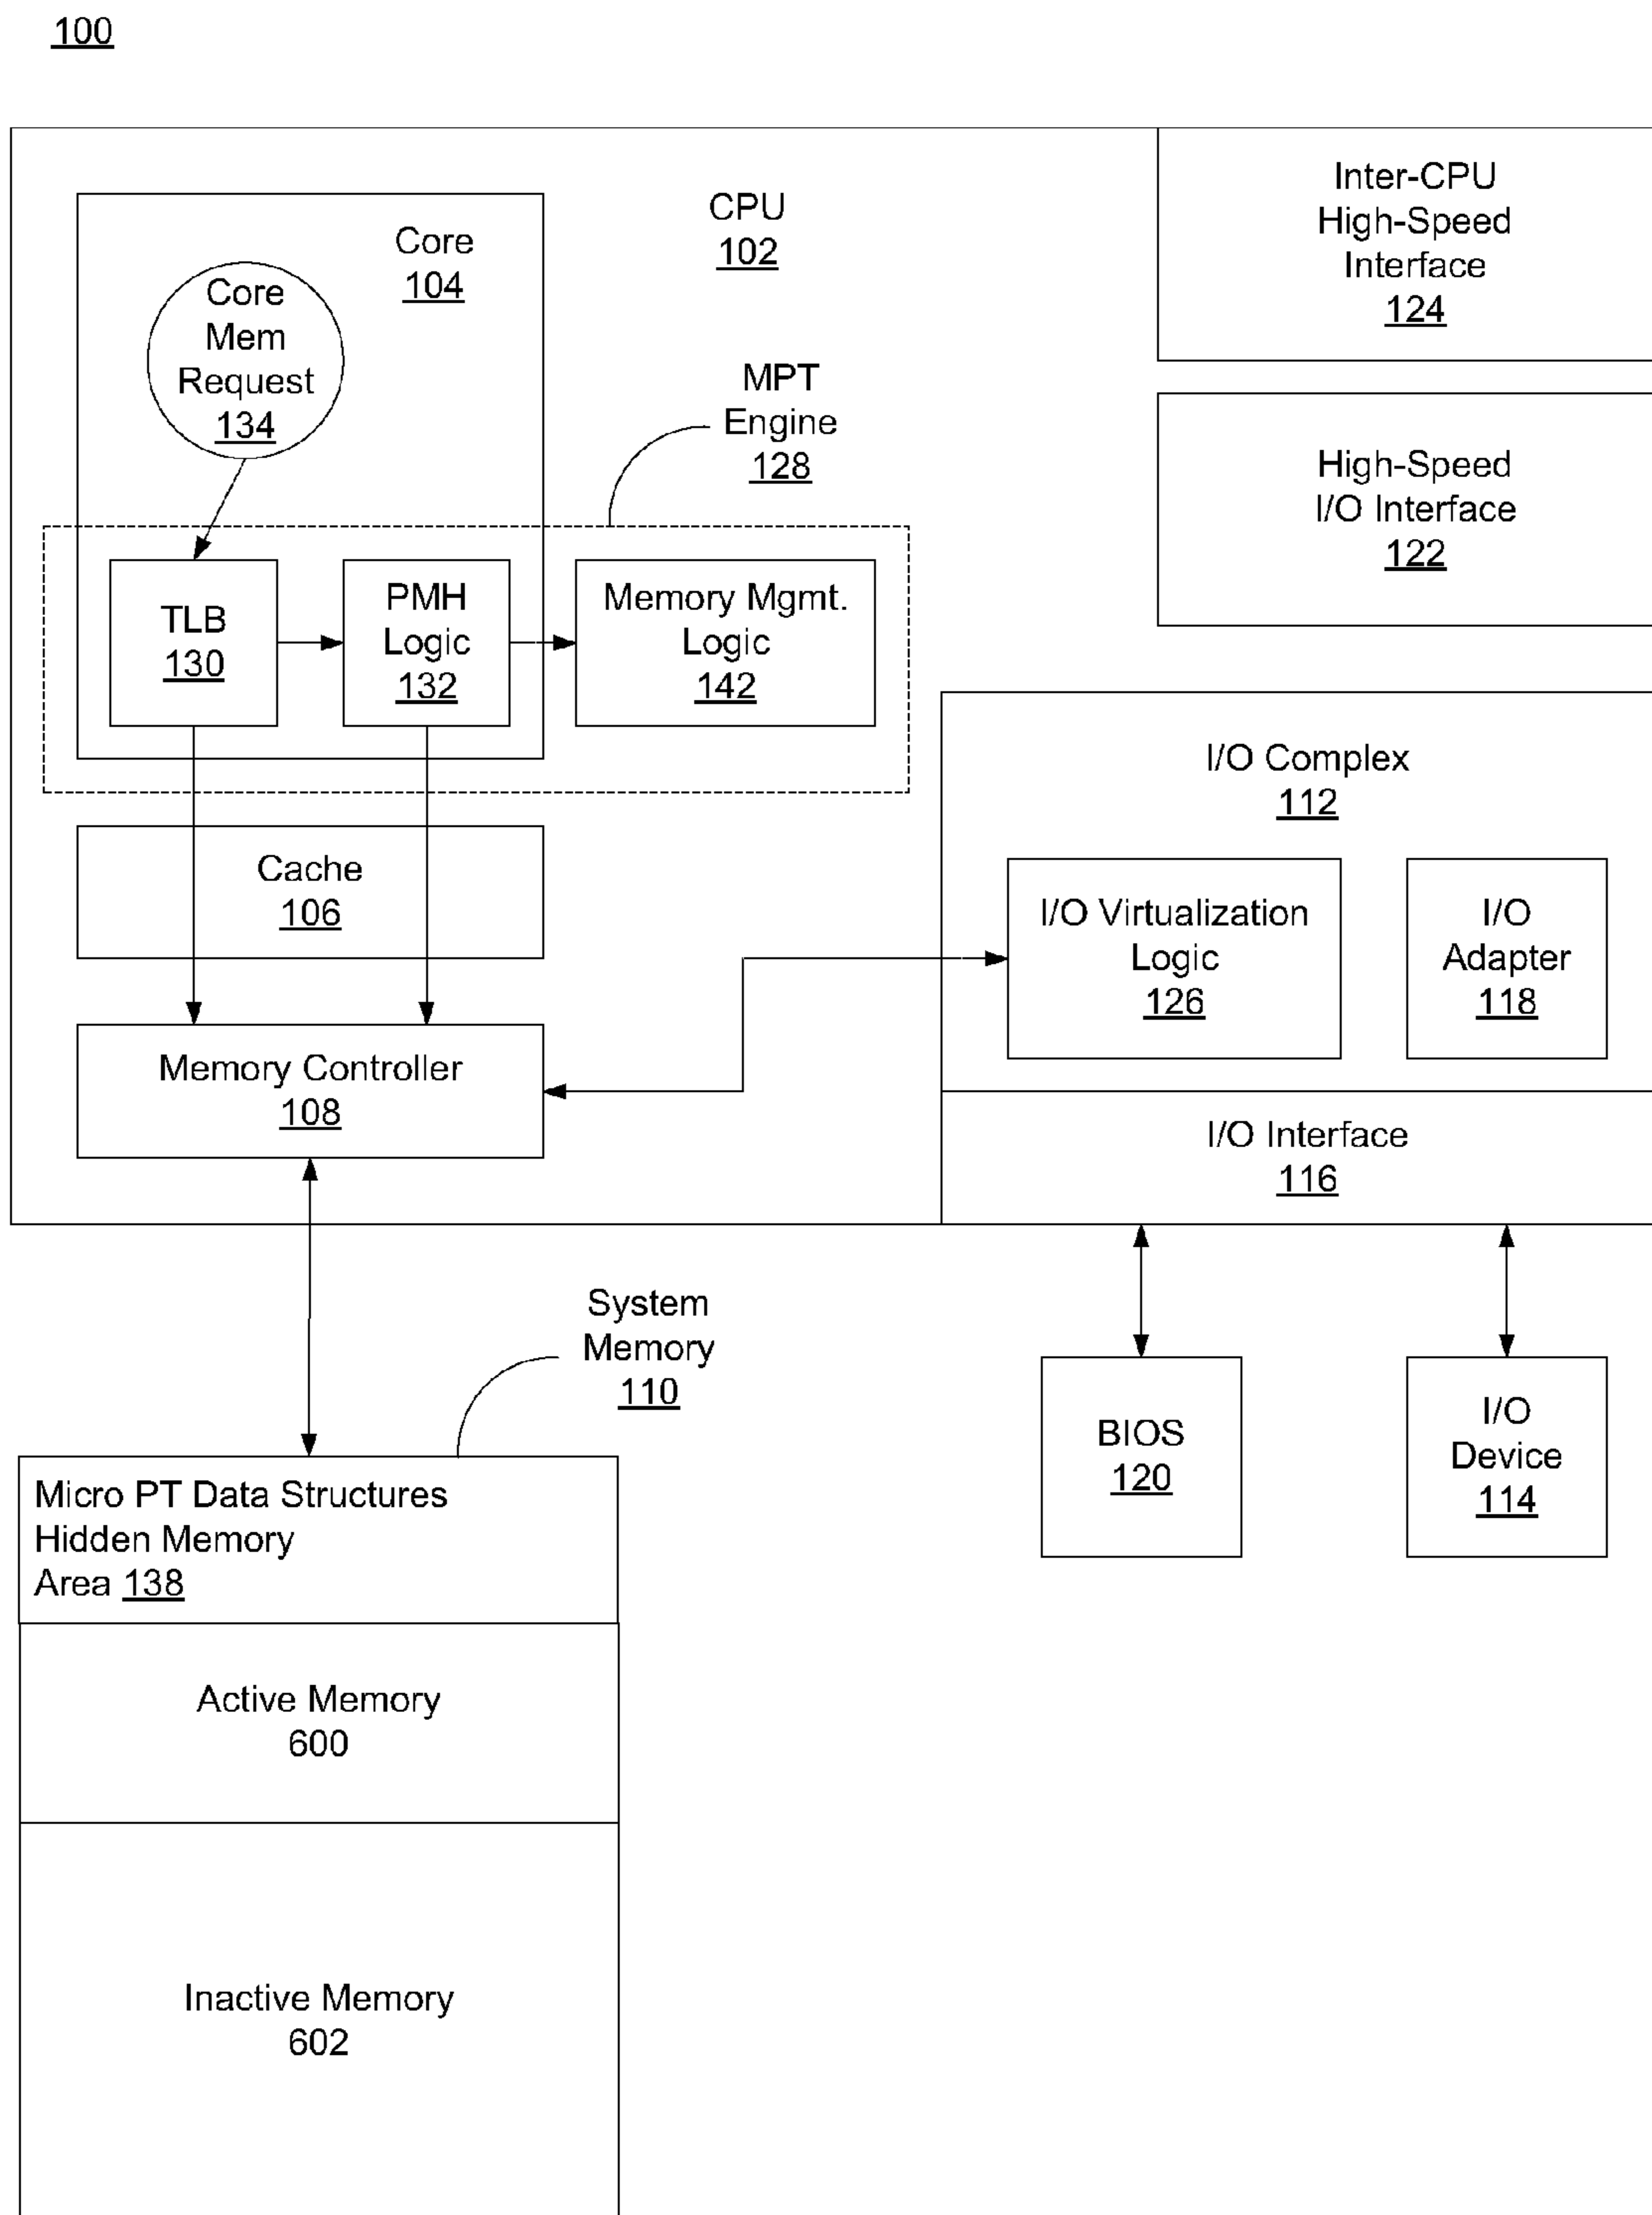 100
CPU
102
Inter-CPU
High-Speed
Interface
124
Core
104
Core
Mem
Request
134
MPT
Engine
128
High-Speed
I/O Interface
122
TLB
130
PMH
Logic
132
Memory Mgmt.
Logic
142
I/O Complex
112
Cache
106
I/O Virtualization
Logic
126
I/O
Adapter
118
Memory Controller
108
I/O Interface
116
System
Memory
110
BIOS
120
I/O
Device
114
Micro PT Data Structures
Hidden Memory
Area 138
Active Memory
600
Inactive Memory
602